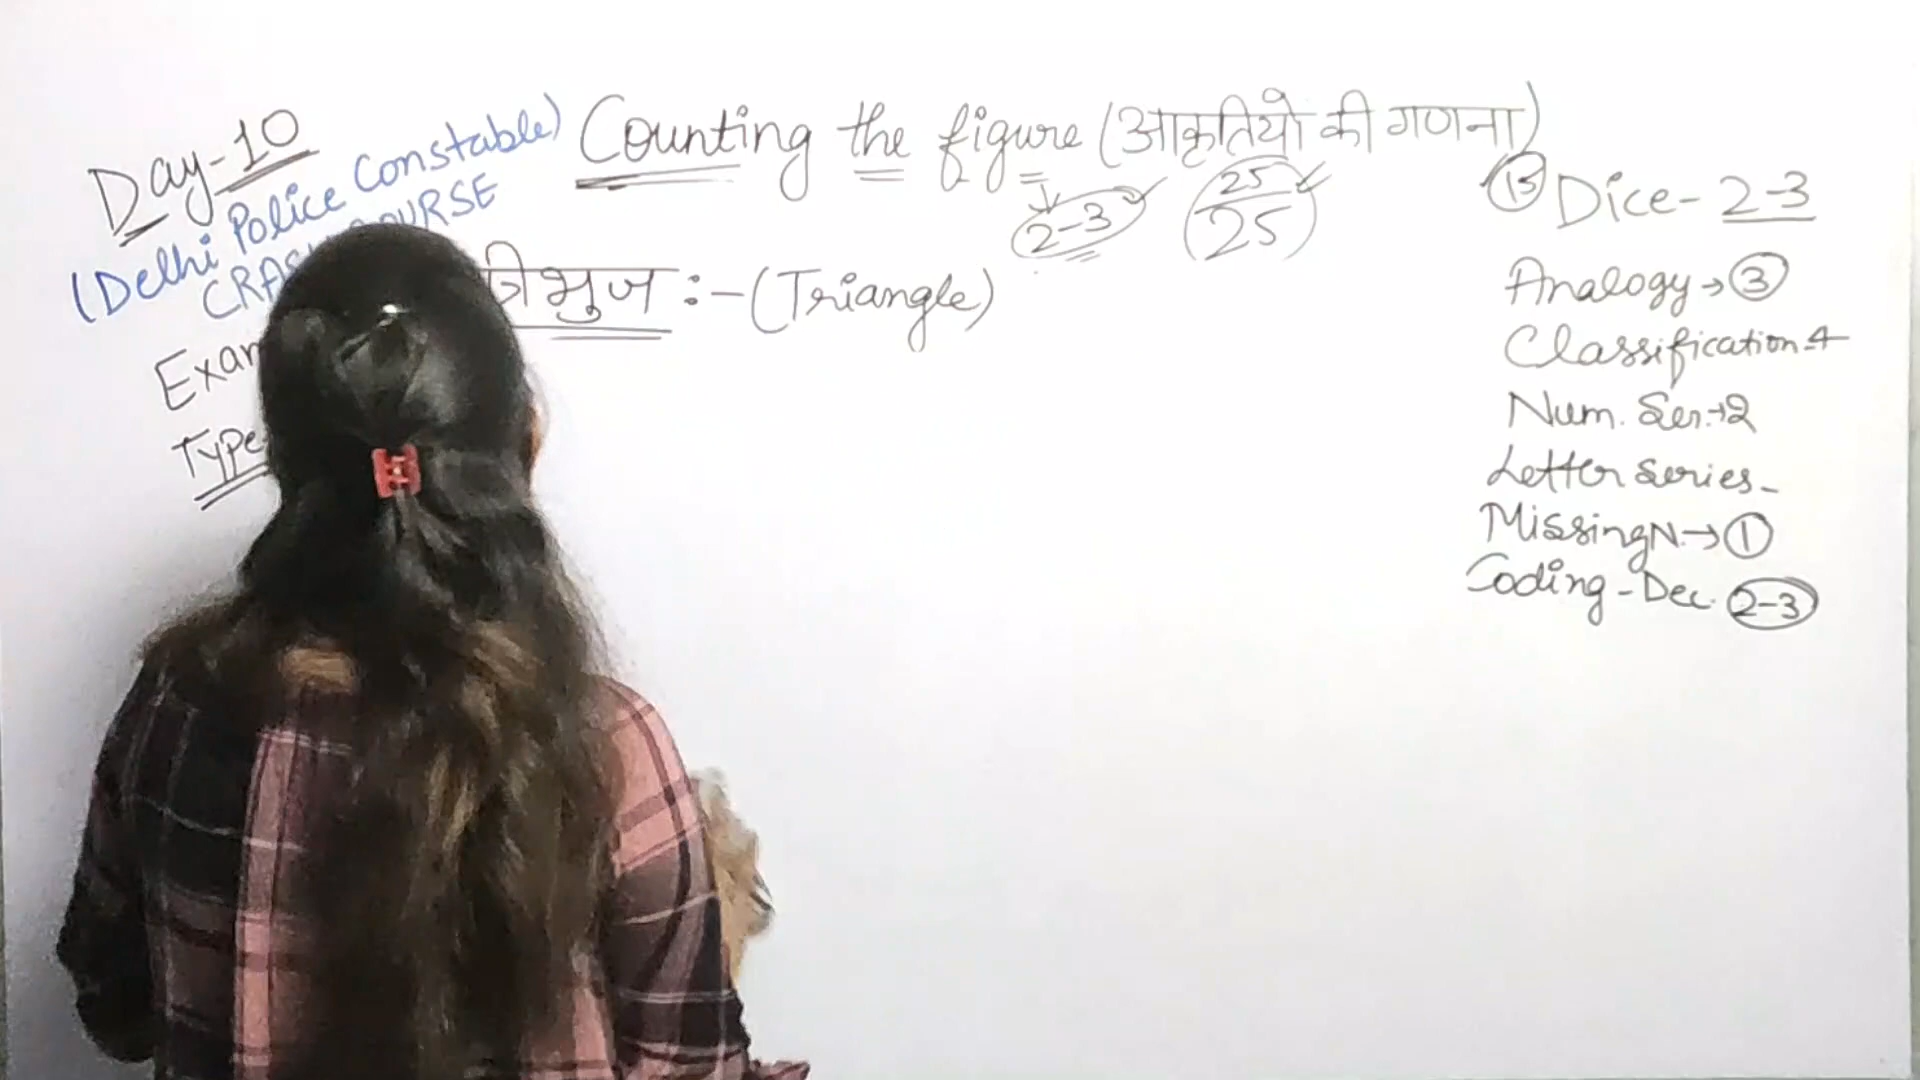 Day-10
(Delhi Police Constable)
CRASH COURSE
Counting the figure (आकृतियो की गणना)
2-3
25/25
त्रिभुज :- (Triangle)
Exam
Type
13 Dice- 2-3
Analogy → 3
Classification-4
Num. Ser. → 2
Letter series -
Missing N. → 1
Coding - Dec. 2-3